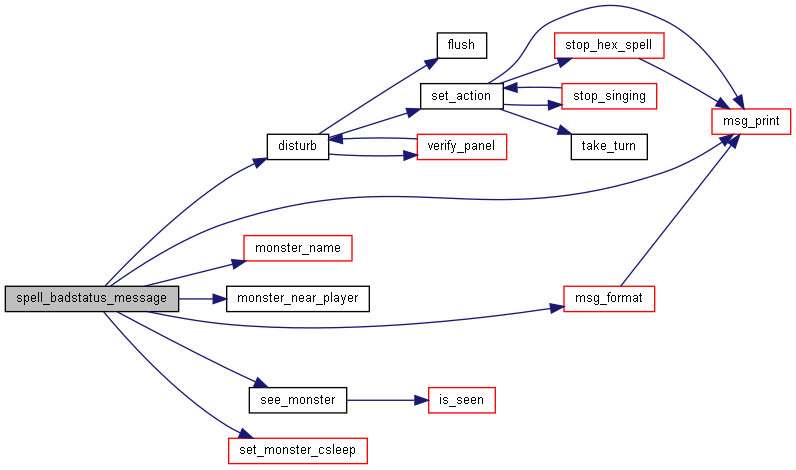 flush
stop_hex_spell
set_action
stop_singing
msg_print
disturb
verify_panel
take_turn
monster_name
spell_badstatus_message
monster_near_player
msg_format
see_monster
is_seen
set_monster_csleep